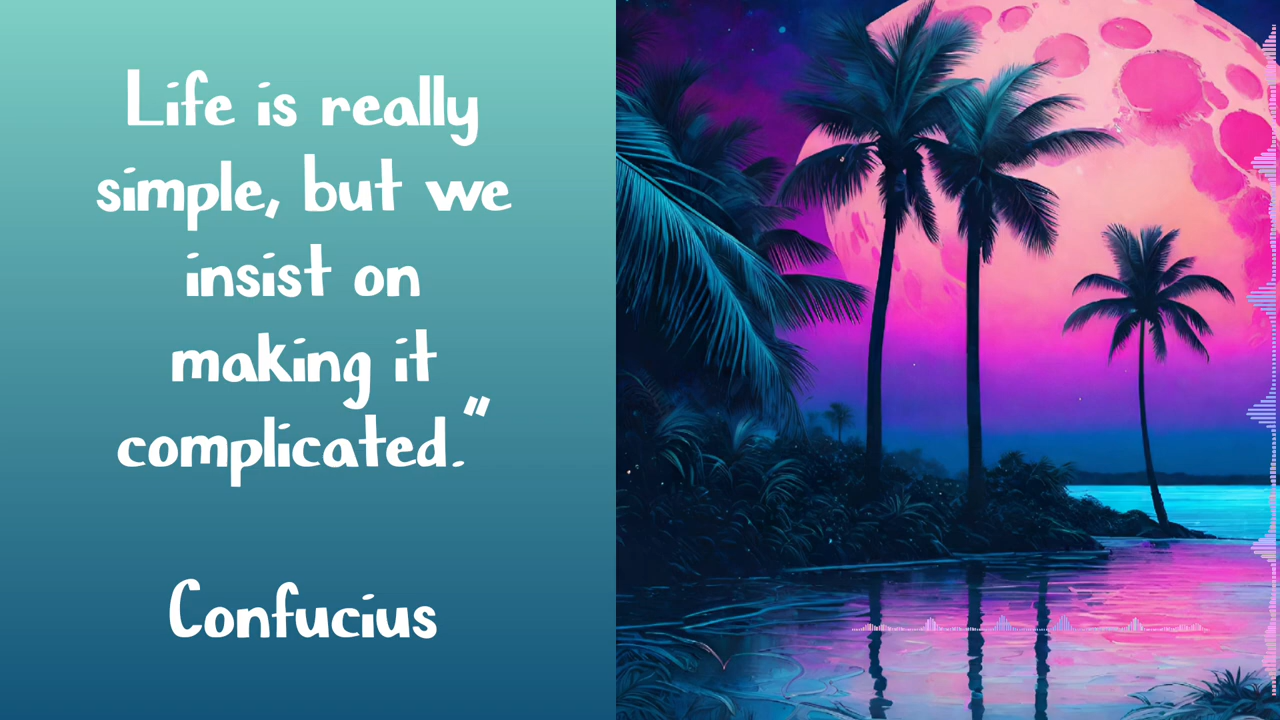 Life is really
simple, but we
insist on
making it
complicated."
Confucius